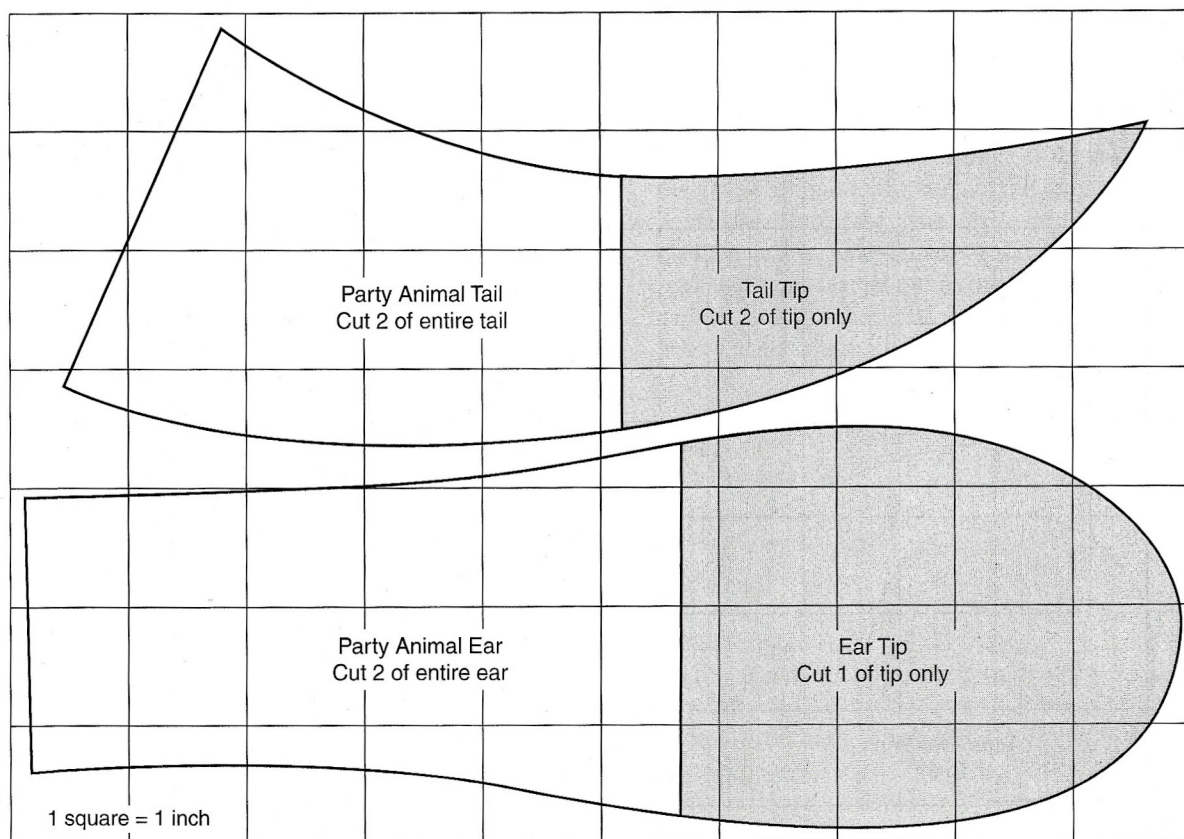 Party Animal Tail
Cut 2 of entire tail
Tail Tip
Cut 2 of tip only
Party Animal Ear
Cut 2 of entire ear
Ear Tip
Cut 1 of tip only
1 square = 1 inch